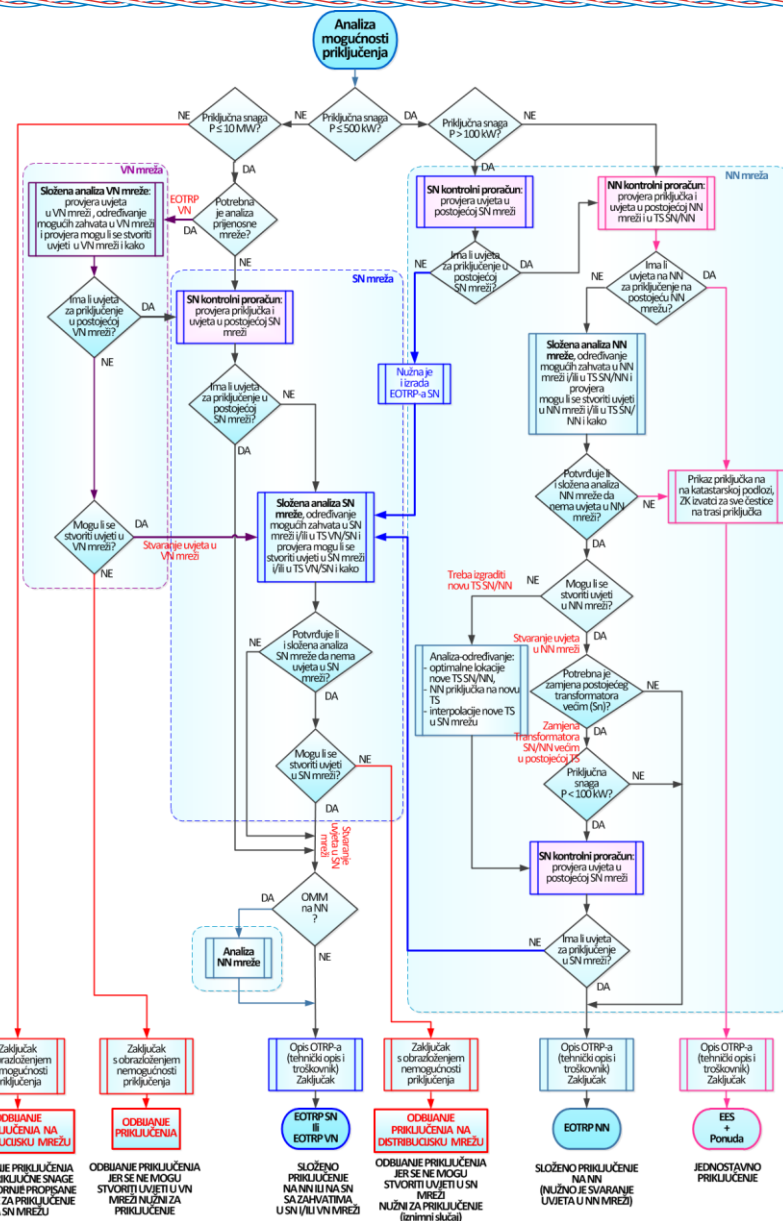 Analiza
mogućnosti
priključenja
NE
Priključna snaga
P ≤ 10 MW?
NE
Priključna snaga
P ≤ 500 kW?
DA
Priključna snaga
P > 100 kW?
NE
DA
DA
VN mreža
NN mreža
Složena analiza VN mreže:
provjera uvjeta
u VN mreži, određivanje
mogućih zahvata u VN mreži
i provjera mogu li se stvoriti
uvjeti u VN mreži i kako
EOTRP
VN
DA
Potrebna
je analiza
prijenosne
mreže?
NE
SN kontrolni proračun:
provjera uvjeta u
postojećoj SN mreži
NN kontrolni proračun:
provjera priključka i
uvjeta u postojećoj NN
mreži i u TS SN/NN
Ima li uvjeta
za priključenje u
postojećoj
SN mreži?
NE
DA
Ima li
uvjeta na NN
za priključenje na
postojeću NN
mrežu?
NE
DA
SN mreža
Ima li uvjeta
za priključenje u
postojećoj
VN mreži?
DA
NE
SN kontrolni proračun:
provjera priključka i
uvjeta u postojećoj SN
mreži
Nužna je
i izrada
EOTRP-a SN
Složena analiza NN
mreže, određivanje
mogućih zahvata u NN
mreži i/ili u TS SN/NN i
provjera
mogu li se stvoriti uvjeti
u NN mreži i/ili u TS SN/
NN i kako
Ima li uvjeta
za priključenje u
postojećoj
SN mreži?
NE
DA
Potvrđuje li
i složena analiza
NN mreže da
nema uvjeta u NN
mreži?
NE
DA
Prikaz priključka na
na katastarskoj podlozi,
ZK izvatci za sve čestice
na trasi priključka
Mogu li se
stvoriti uvjeti u
VN mreži?
DA
NE
Stvaranje uvjeta u
VN mreži
Složena analiza SN
mreže, određivanje
mogućih zahvata u SN
mreži i/ili u TS VN/SN i
provjera mogu li se
stvoriti uvjeti u SN mreži
i/ili u TS VN/SN i kako
Treba izgraditi
novu TS SN/NN
NE
Mogu li se
stvoriti uvjeti
u NN mreži?
DA
Stvaranje uvjeta
u NN mreži
Potvrđuje li
i složena analiza
SN mreže da nema
uvjeta u SN
mreži?
NE
DA
Analiza-određivanje:
- optimalne lokacije
nove TS SN/NN,
- NN priključka na novu
TS
- interpolacije nove TS
u SN mrežu
Potrebna je
zamjena postojećeg
transformatora
većim (Sn)?
NE
DA
Zamjena
Transformatora
SN/NN većim
u postojećoj TS
Mogu li se
stvoriti uvjeti
u SN mreži?
NE
DA
Priključna
snaga
P < 100 kW?
NE
DA
Stvaranje
uvjeta u SN
mreži
SN kontrolni proračun:
provjera uvjeta u
postojećoj SN mreži
DA
OMM
na NN
?
NE
Analiza
NN mreže
NE
Ima li uvjeta
za priključenje
u SN mreži?
DA
Zaključak
nemogućnosti
priključenja
Zaključak
s obrazloženjem
nemogućnosti
priključenja
Opis OTRP-a
(tehnički opis i
troškovnik)
Zaključak
Zaključak
s obrazloženjem
nemogućnosti
priključenja
Opis OTRP-a
(tehnički opis i
troškovnik)
Zaključak
Opis OTRP-a
(tehnički opis i
troškovnik)
Zaključak
ODBIJANJE
NA
MREŽU
ODBIJANJE
PRIKLJUČENJA
EOTRP SN
Ili
EOTRP VN
ODBIJANJE
PRIKLJUČENJA NA
DISTRIBUCIJSKU MREŽU
EOTRP NN
EES
+
Ponuda
PRIKLJUČENJA
SNAGE
PROPISANE
ZA PRIKLJUČENJE
SN MREŽU
ODBIJANJE PRIKLJUČENJA
JER SE NE MOGU
STVORITI UVJETI U VN
MREŽI NUŽNI ZA
PRIKLJUČENJE
SLOŽENO
PRIKLJUČENJE
NA NN ILI NA SN
SA ZAHVATIMA
U SN I/ILI VN MREŽI
ODBIJANJE PRIKLJUČENJA
JER SE NE MOGU
STVORITI UVJETI U SN
MREŽI
NUŽNI ZA PRIKLJUČENJE
(iznimni slučaj)
SLOŽENO PRIKLJUČENJE
NA NN
(NUŽNO JE SVARANJE
UVJETA U NN MREŽI)
JEDNOSTAVNO
PRIKLJUČENJE